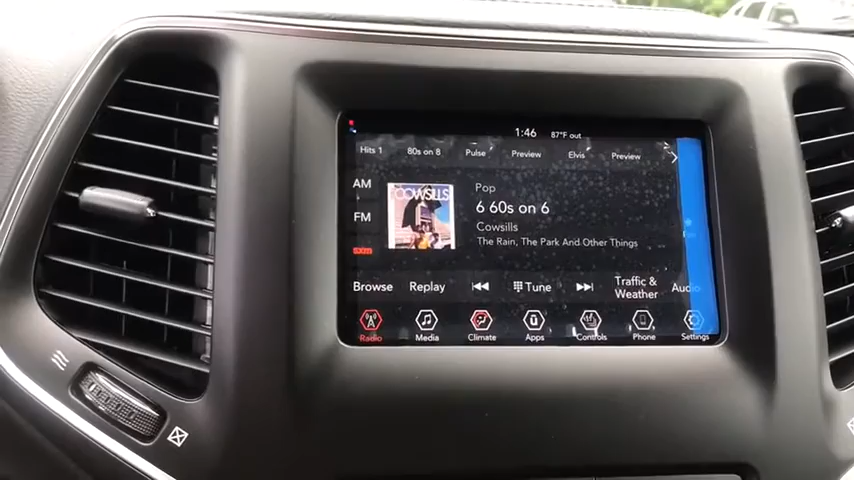 1:46 87°F out
Hits 1 80s on 8 Pulse Preview Elvis Preview
AM
FM
sxm
COWSILLS
Pop
6 60s on 6
Cowsills
The Rain, The Park And Other Things
Browse Replay Tune Traffic & Weather Audio
Radio Media Climate Apps Controls Phone Settings